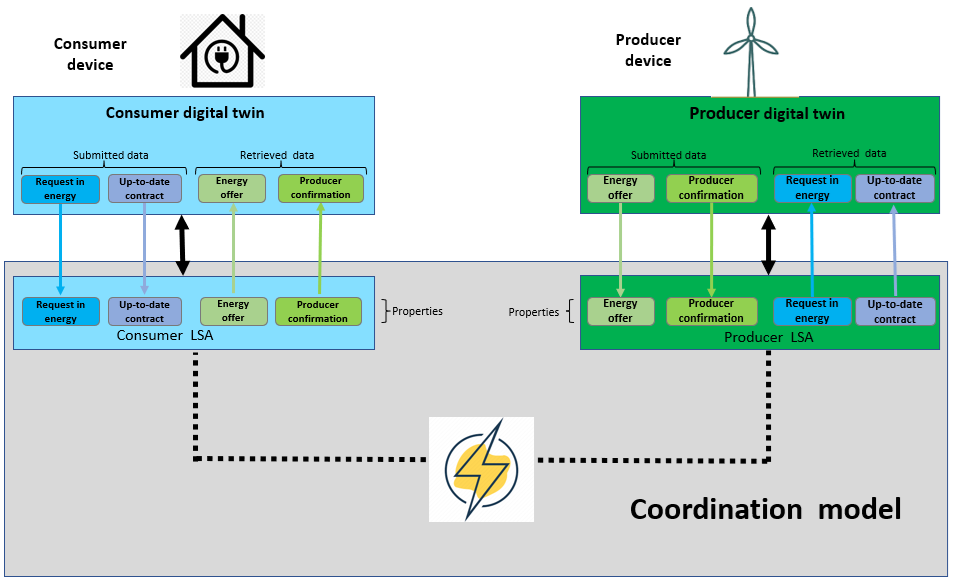 Consumer
device
Producer
device
Consumer digital twin
Submitted data
Retrieved data
Request in
energy
Up-to-date
contract
Energy
offer
Producer
confirmation
Producer digital twin
Submitted data
Retrieved data
Energy
offer
Producer
confirmation
Request in
energy
Up-to-date
contract
Request in
energy
Up-to-date
contract
Energy
offer
Producer
confirmation
Consumer LSA
Properties
Properties
Energy
offer
Producer
confirmation
Request in
energy
Up-to-date
contract
Producer LSA
Coordination model